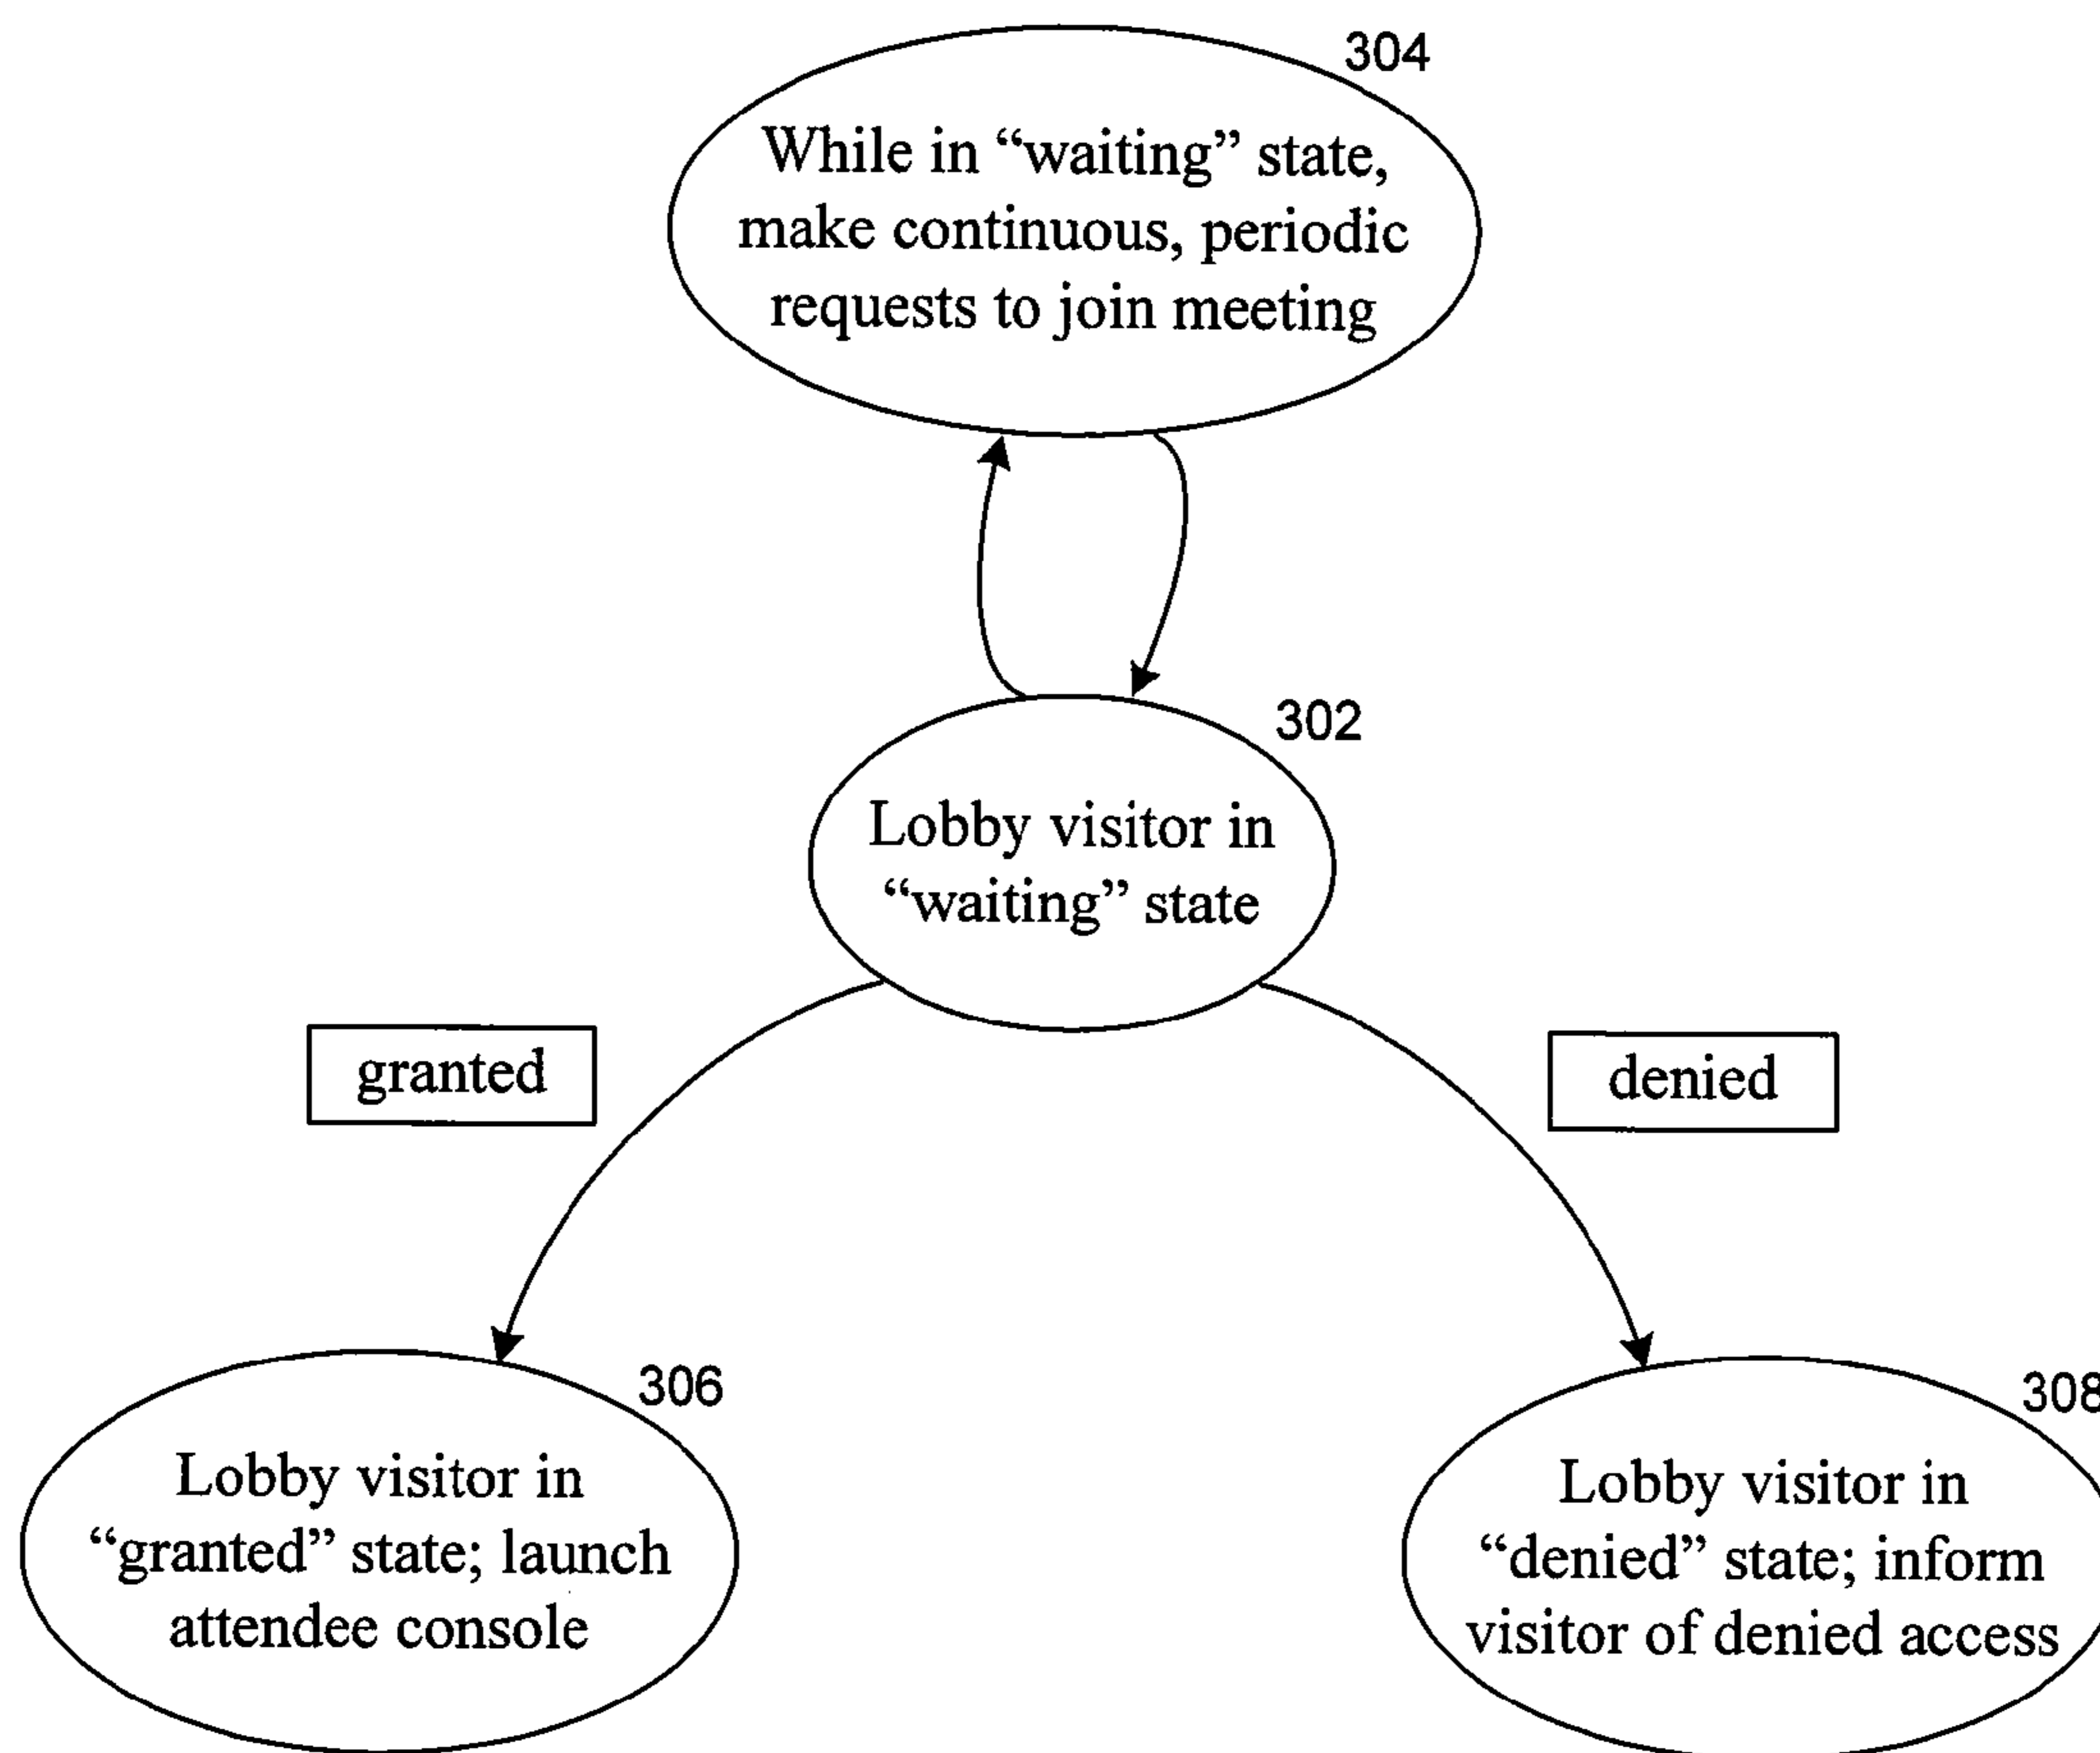 304
While in “waiting” state,
make continuous, periodic
requests to join meeting
302
Lobby visitor in
“waiting” state
granted
denied
306
Lobby visitor in
“granted” state; launch
attendee console
308
Lobby visitor in
“denied” state; inform
visitor of denied access